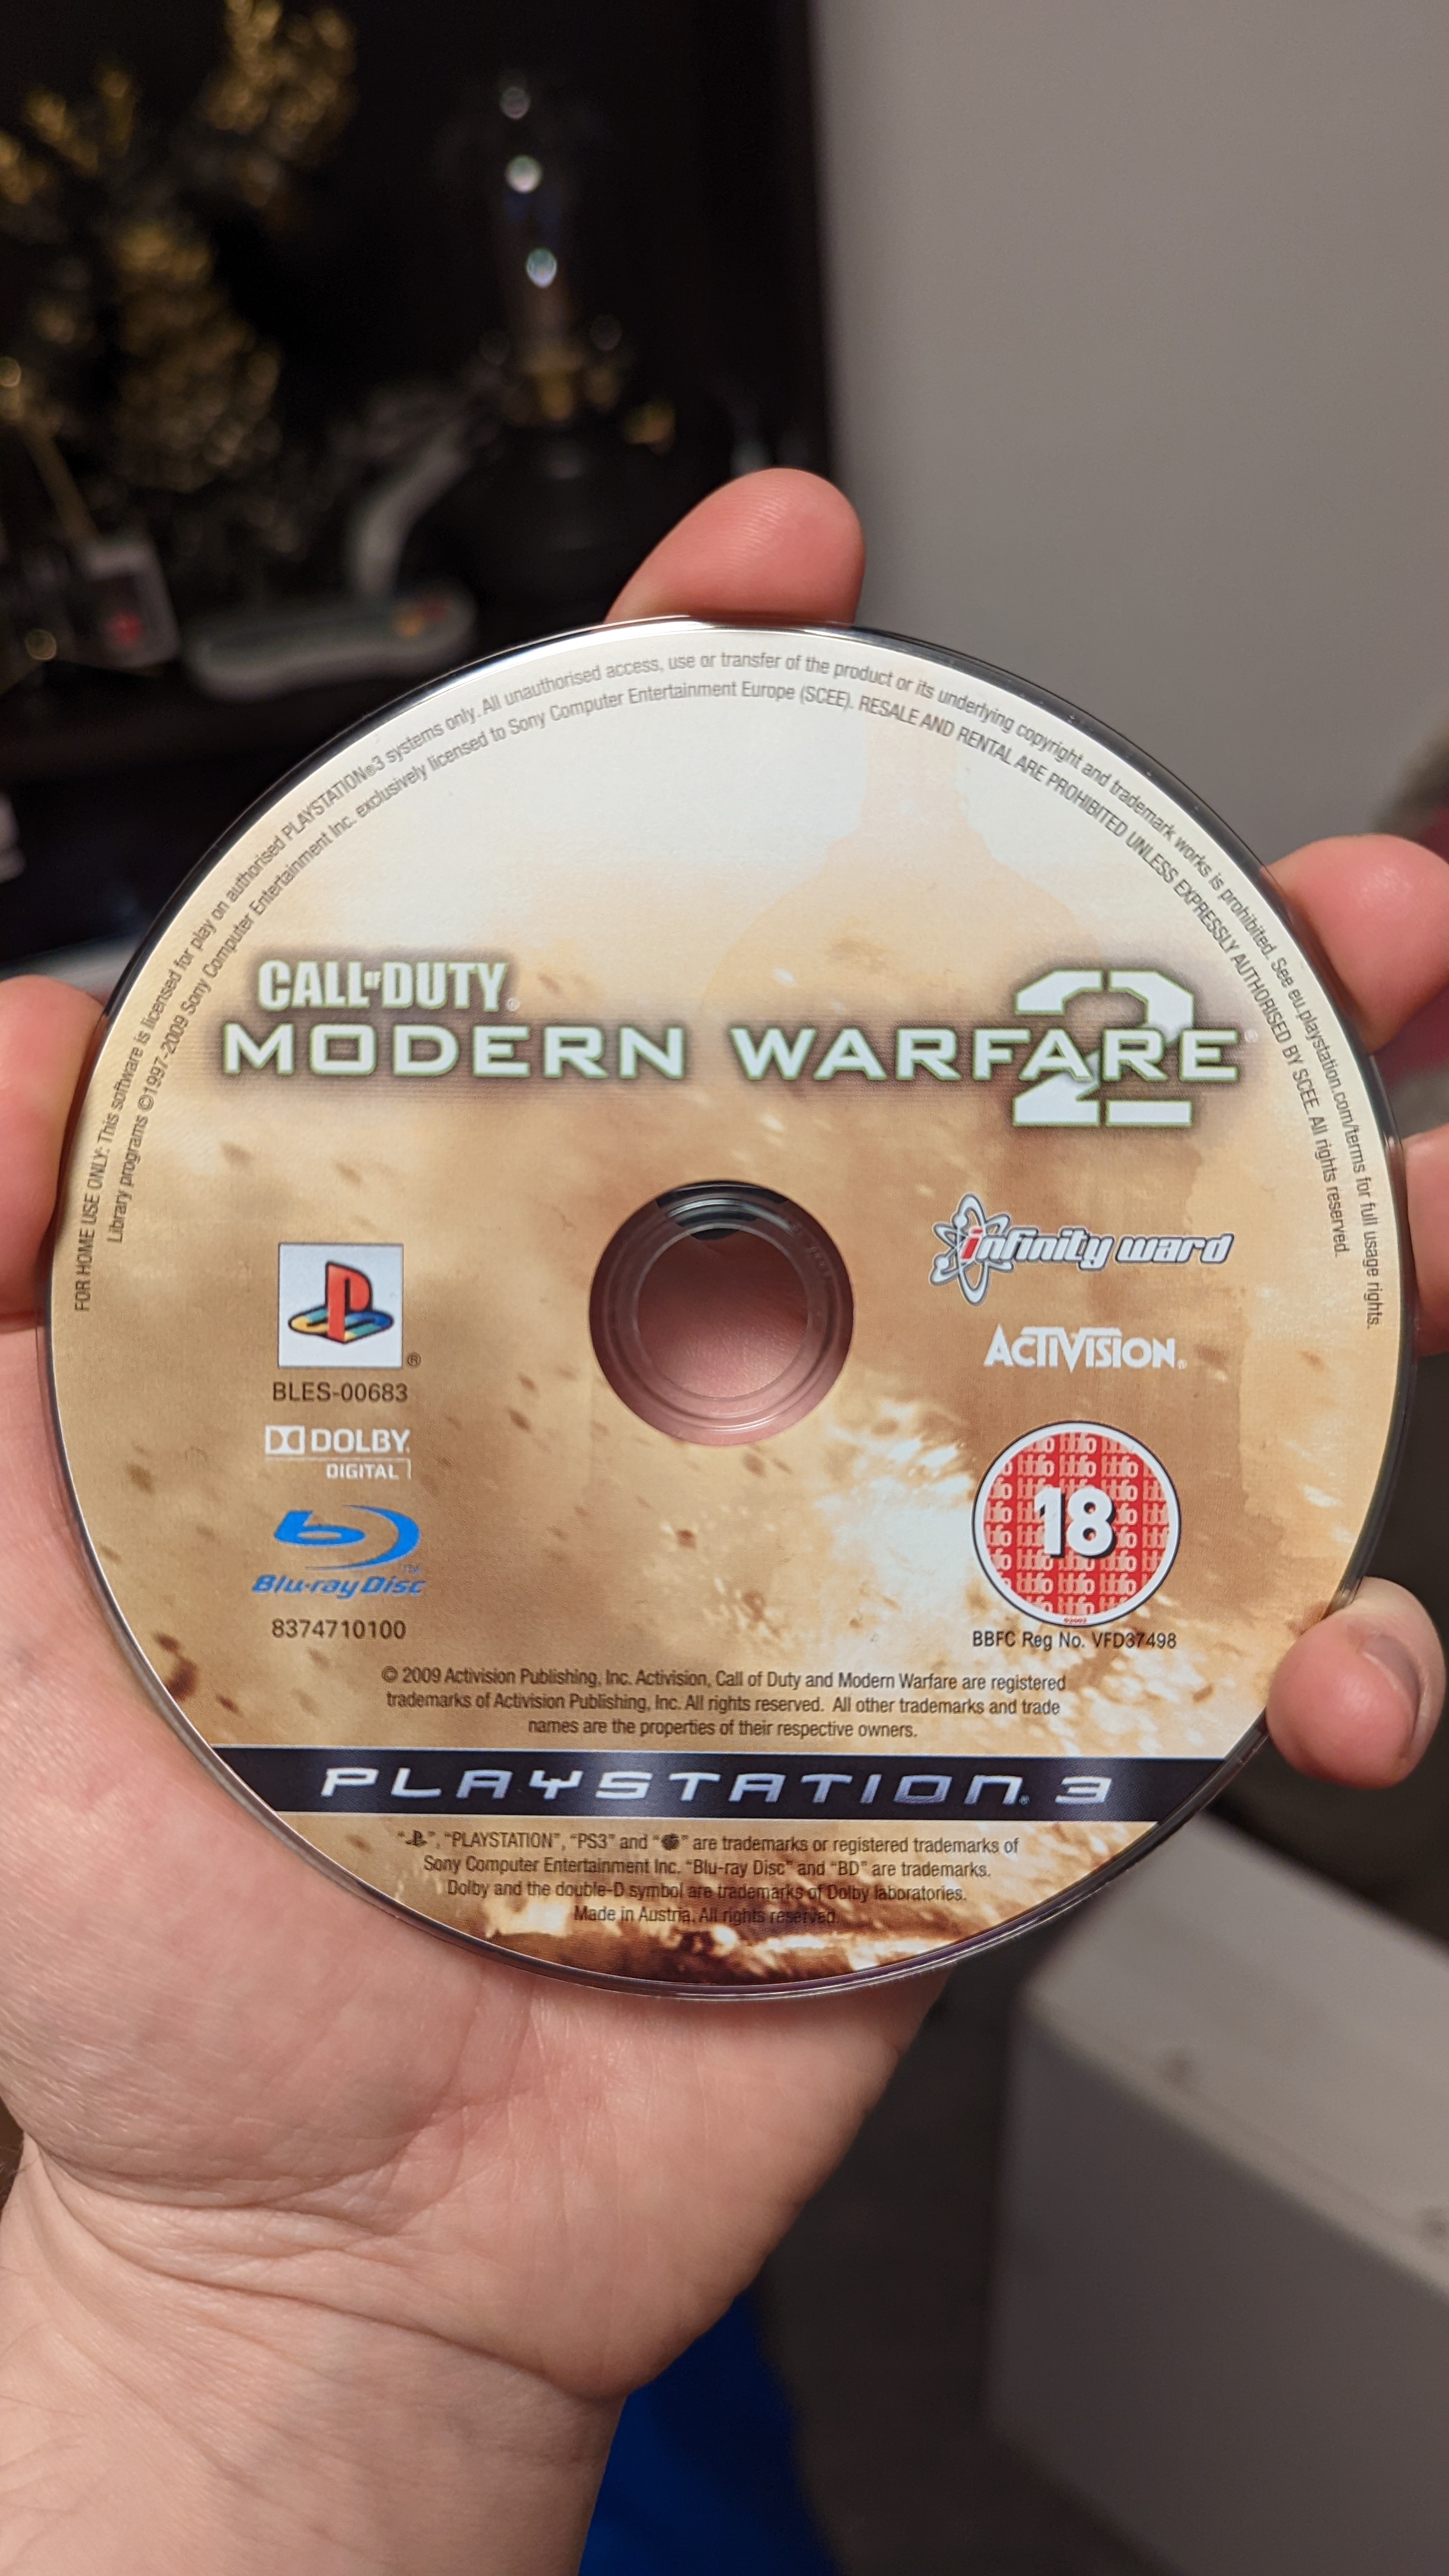 FOR HOME USE ONLY: This software is licensed for play on authorised PLAYSTATION®3 systems only. All unauthorised access, use or transfer of the product or its underlying copyright and trademark works is prohibited. See eu.playstation.com/terms for full usage rights.
Library programs ©1997-2009 Sony Computer Entertainment Inc. exclusively licensed to Sony Computer Entertainment Europe (SCEE). RESALE AND RENTAL ARE PROHIBITED UNLESS EXPRESSLY AUTHORISED BY SCEE. All rights reserved.
CALL OF DUTY®
MODERN WARFARE® 2
infinity ward
ACTIVISION®
®
BLES-00683
DOLBY
DIGITAL
Blu-ray Disc™
8374710100
bbfc
18
BBFC Reg No. VFD37498
© 2009 Activision Publishing, Inc. Activision, Call of Duty and Modern Warfare are registered
trademarks of Activision Publishing, Inc. All rights reserved. All other trademarks and trade
names are the properties of their respective owners.
PLAYSTATION® 3
“ ”, “PLAYSTATION”, “PS3” and “ ” are trademarks or registered trademarks of
Sony Computer Entertainment Inc. “Blu-ray Disc” and “BD” are trademarks.
Dolby and the double-D symbol are trademarks of Dolby laboratories.
Made in Austria. All rights reserved.